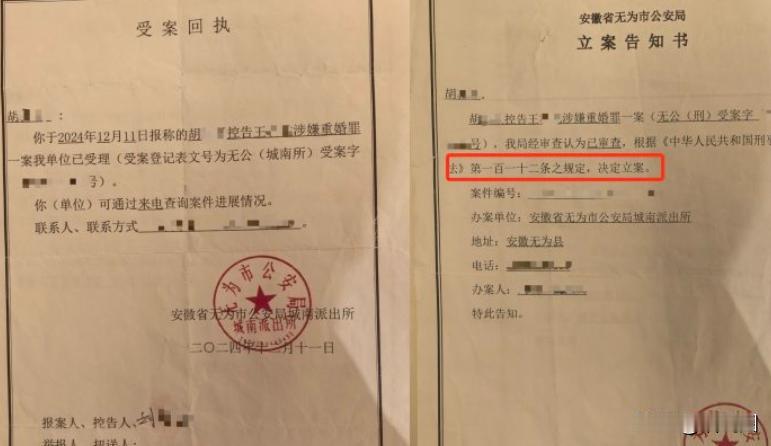 受案回执
胡 ：
你于2024年12月11日报称的胡 控告王 涉嫌重婚罪
一案我单位已受理（受案登记表文号为无公（城南所）受案字
号）。
你（单位）可通过来电查询案件进展情况。
联系人、联系方式 。
无为市公安局
城南派出所
安徽省无为市公安局城南派出所
二〇二四年十 月十一日
报案人、控告人、
举报人、扭送人：
安徽省无为市公安局
立案告知书
胡 ，
胡 控告王 涉嫌重婚罪一案（无公（刑）受案字
号），我局经审查认为已审查，根据《中华人民共和国刑事
法》第一百一十二条之规定，决定立案。
案件编号：
办案单位：安徽省无为市公安局城南派出所
地址：安徽无为县
电话：
办案人：
特此告知。